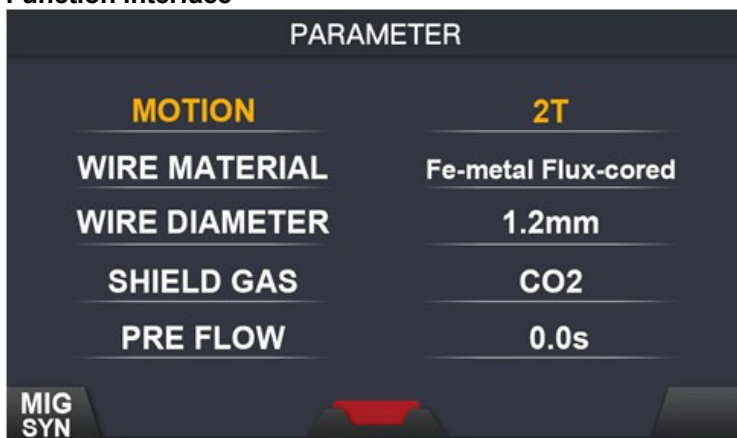 Function interface
PARAMETER
MOTION 2T
WIRE MATERIAL Fe-metal Flux-cored
WIRE DIAMETER 1.2mm
SHIELD GAS CO2
PRE FLOW 0.0s
MIG
SYN